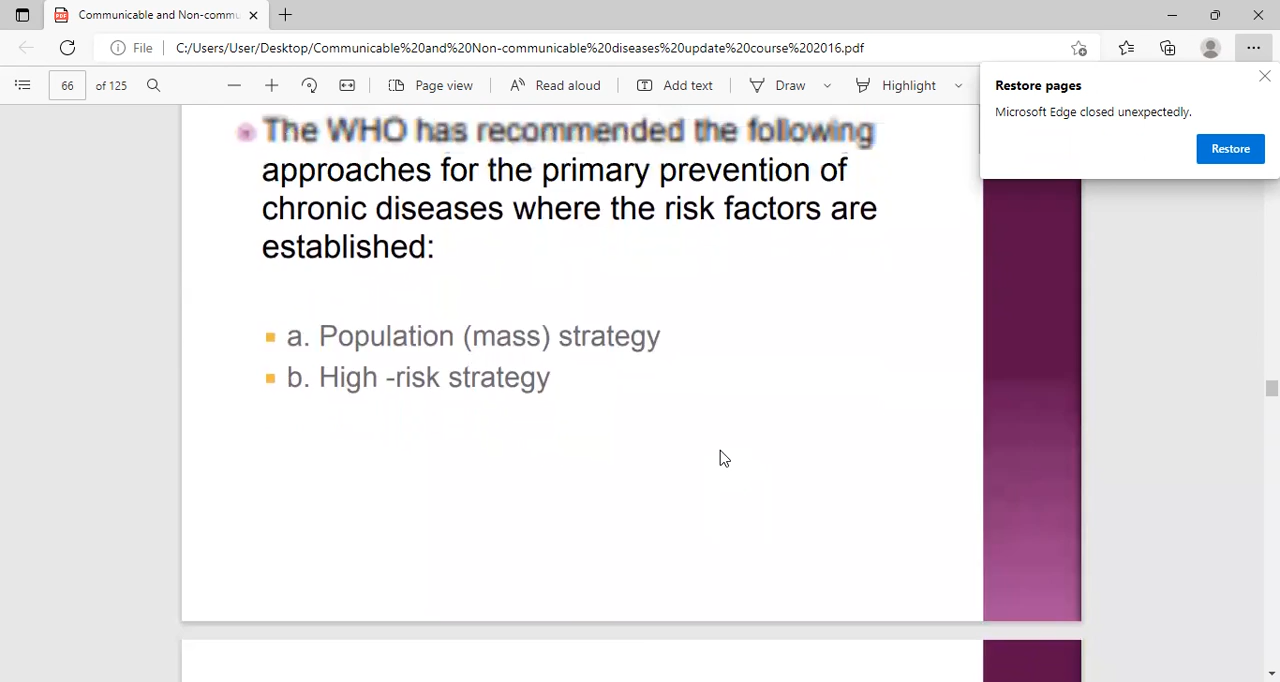 Communicable and Non-commu
File
C:/Users/User/Desktop/Communicable%20and%20Non-communicable%20diseases%20update%20course%202016.pdf
66 of 125
Page view
Read aloud
Add text
Draw
Highlight
Restore pages
Microsoft Edge closed unexpectedly.
Restore
The WHO has recommended the following
approaches for the primary prevention of
chronic diseases where the risk factors are
established:
a. Population (mass) strategy
b. High -risk strategy